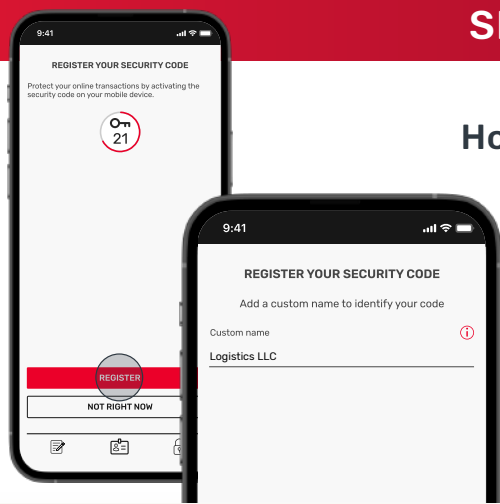 9:41
REGISTER YOUR SECURITY CODE
Protect your online transactions by activating the
security code on your mobile device.
21
REGISTER
NOT RIGHT NOW
9:41
REGISTER YOUR SECURITY CODE
Add a custom name to identify your code
Custom name
Logistics LLC